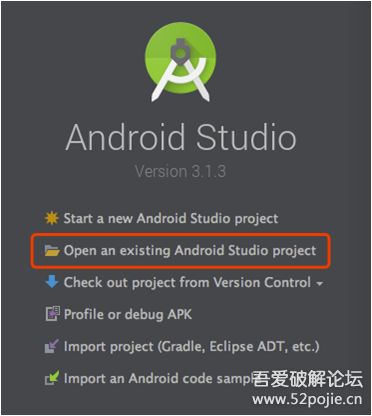 Android Studio
Version 3.1.3
Start a new Android Studio project
Open an existing Android Studio project
Check out project from Version Control
Profile or debug APK
Import project (Gradle, Eclipse ADT, etc.)
Import an Android code sample
吾爱破解论坛
www.52pojie.cn